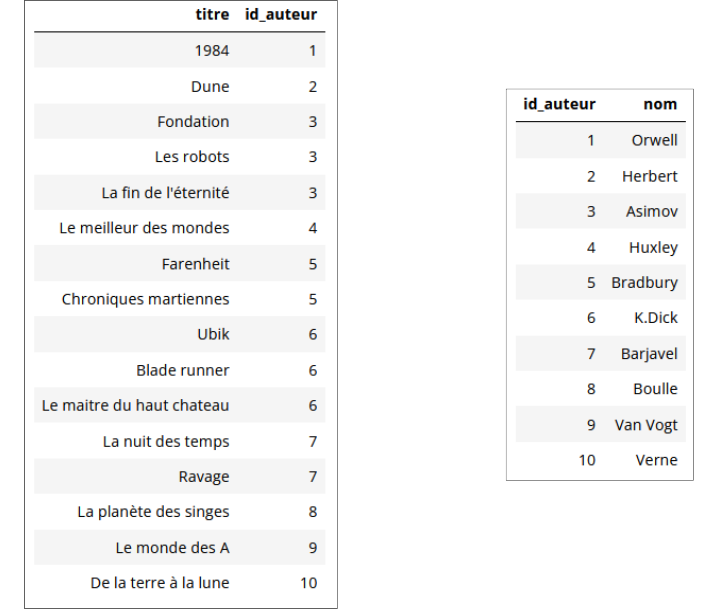 titre id_auteur
1984 1
Dune 2
Fondation 3
Les robots 3
La fin de l'éternité 3
Le meilleur des mondes 4
Farenheit 5
Chroniques martiennes 5
Ubik 6
Blade runner 6
Le maitre du haut chateau 6
La nuit des temps 7
Ravage 7
La planète des singes 8
Le monde des A 9
De la terre à la lune 10
id_auteur nom
1 Orwell
2 Herbert
3 Asimov
4 Huxley
5 Bradbury
6 K.Dick
7 Barjavel
8 Boulle
9 Van Vogt
10 Verne